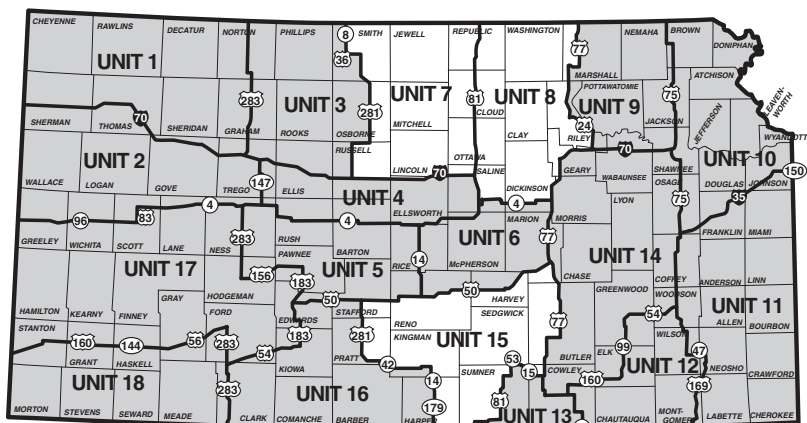 CHEYENNE
RAWLINS
DECATUR
NORTON
PHILLIPS
8
SMITH
JEWELL
REPUBLIC
WASHINGTON
77
NEMAHA
BROWN
DONIPHAN
36
UNIT 1
MARSHALL
ATCHISON
POTTAWATOMIE
LEAVEN-
WORTH
283
UNIT 3
281
UNIT 7
81
UNIT 8
UNIT 9
75
CLOUD
70
24
JACKSON
JEFFERSON
SHERMAN
THOMAS
SHERIDAN
GRAHAM
ROOKS
OSBORNE
MITCHELL
CLAY
RILEY
WYANDOTT
RUSSELL
70
UNIT 2
OTTAWA
UNIT 10
LINCOLN
70
SALINE
GEARY
WABAUNSEE
SHAWNEE
150
WALLACE
LOGAN
GOVE
TREGO
147
ELLIS
UNIT 4
DICKINSON
OSAGE
DOUGLAS
JOHNSON
LYON
75
35
96
83
4
4
ELLSWORTH
4
MARION
MORRIS
GREELEY
WICHITA
SCOTT
LANE
NESS
283
RUSH
BARTON
UNIT 6
77
UNIT 14
FRANKLIN
MIAMI
PAWNEE
UNIT 17
156
183
UNIT 5
RICE
14
McPHERSON
CHASE
COFFEY
ANDERSON
LINN
GRAY
HODGEMAN
50
50
HARVEY
GREENWOOD
WOODSON
UNIT 11
HAMILTON
KEARNY
FINNEY
FORD
EDWARDS
STAFFORD
SEDGWICK
54
ALLEN
BOURBON
STANTON
RENO
77
WILSON
160
144
56
283
54
183
281
KINGMAN
UNIT 15
99
47
GRANT
HASKELL
PRATT
42
53
15
BUTLER
ELK
UNIT 12
NEOSHO
CRAWFORD
KIOWA
SUMNER
COWLEY
160
169
UNIT 18
283
UNIT 16
14
81
UNIT 13
179
MORTON
STEVENS
SEWARD
MEADE
CLARK
COMANCHE
BARBER
HARPER
CHAUTAUQUA
MONT-
GOMERY
LABETTE
CHEROKEE